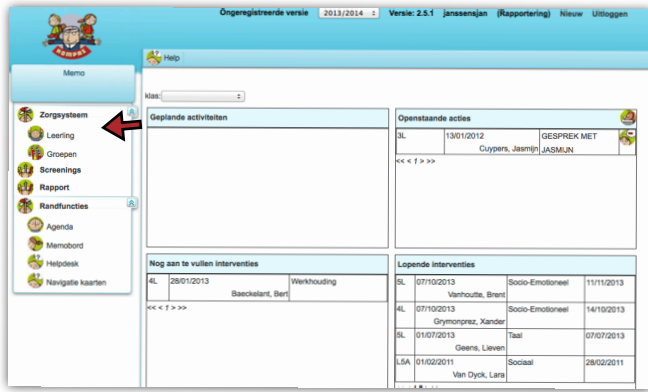 Ongeregistreerde versie 2013/2014 Versie: 2.5.1 janssensjan (Rapportering) Nieuw Uitloggen
KOMPAS
Help
Memo
klas:
Zorgsysteem
Leerling
Groepen
Screenings
Rapport
Randfuncties
Agenda
Memobord
Helpdesk
Navigatie kaarten
Geplande activiteiten
Openstaande acties
3L 13/01/2012 GESPREK MET
Cuypers, Jasmijn JASMIJN
<< < 1 > >>
Nog aan te vullen interventies
4L 28/01/2013 Werkhouding
Baeckelant, Bert
<< < 1 > >>
Lopende interventies
5L 07/10/2013 Socio-Emotioneel 11/11/2013
Vanhoutte, Brent
4L 07/10/2013 Socio-Emotioneel 14/10/2013
Grymonprez, Xander
5L 01/07/2013 Taal 07/07/2013
Geens, Lieven
L5A 01/02/2011 Sociaal 28/02/2011
Van Dyck, Lara